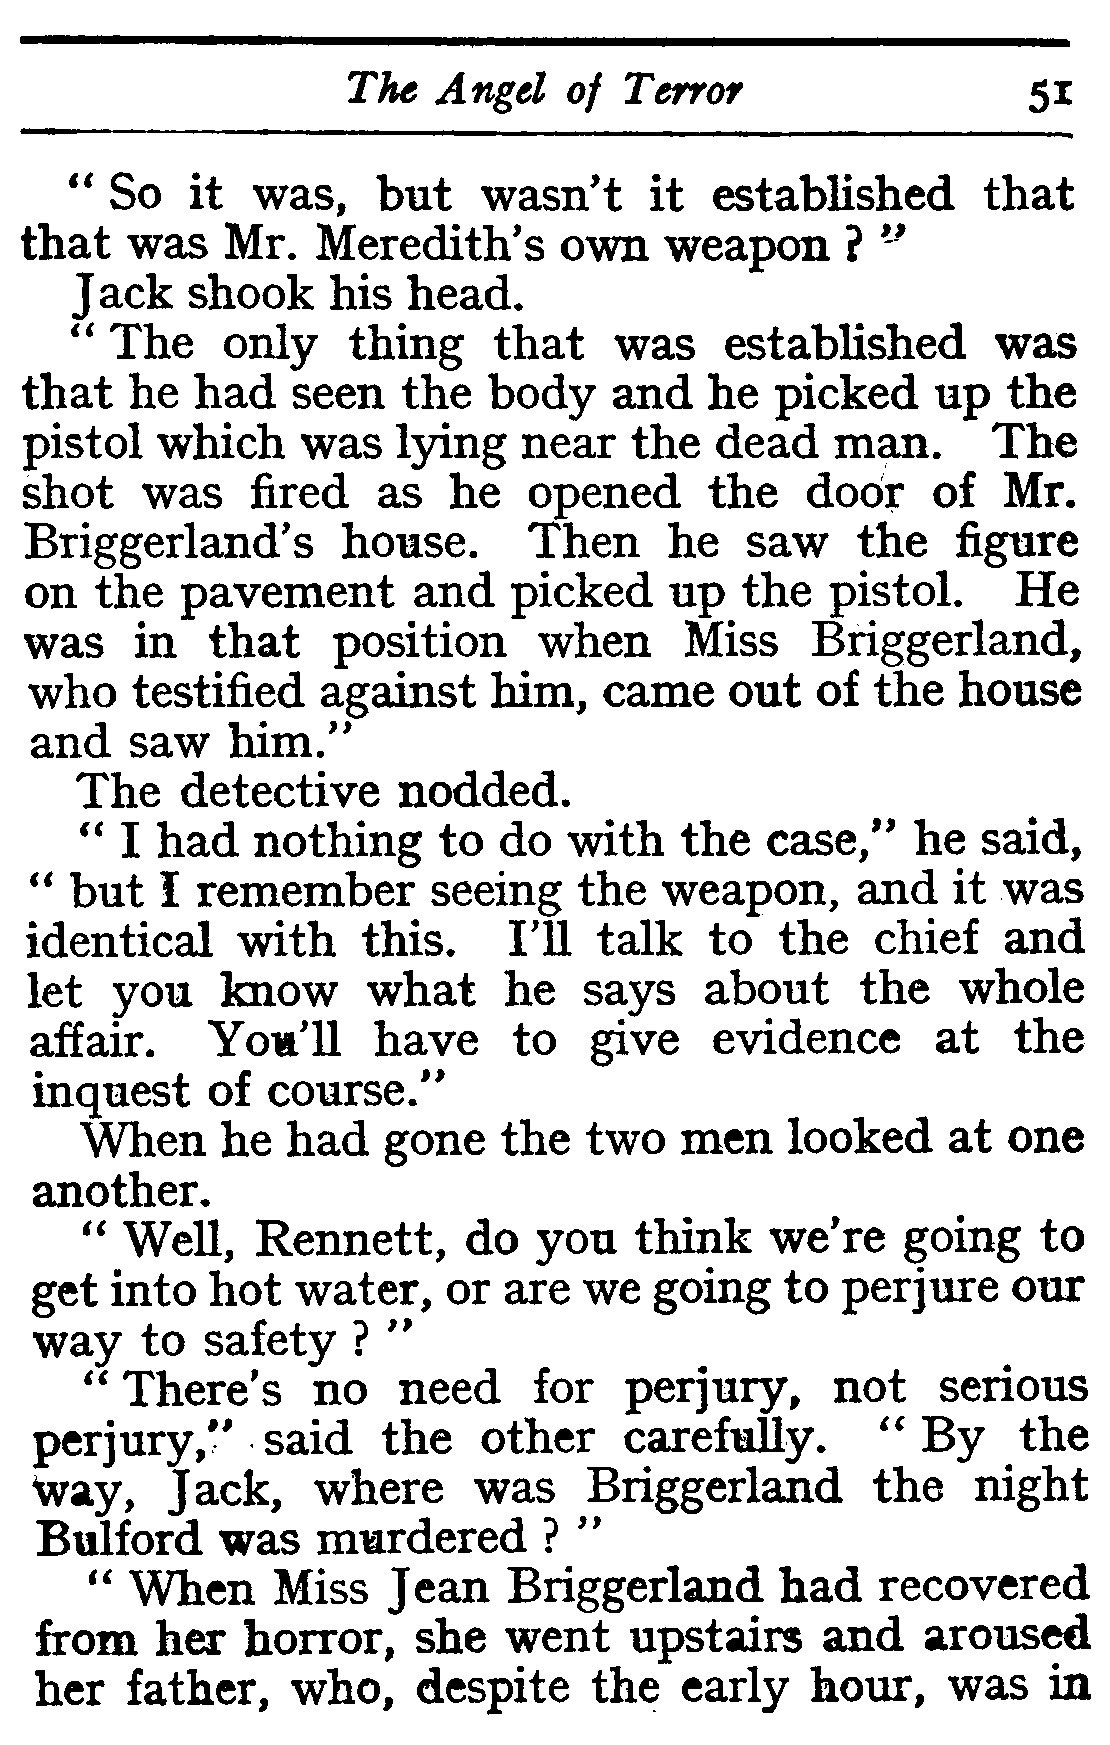 The Angel of Terror 51
“ So it was, but wasn't it established that
that was Mr. Meredith's own weapon ? ”
Jack shook his head.
“ The only thing that was established was
that he had seen the body and he picked up the
pistol which was lying near the dead man. The
shot was fired as he opened the door of Mr.
Briggerland's house. Then he saw the figure
on the pavement and picked up the pistol. He
was in that position when Miss Briggerland,
who testified against him, came out of the house
and saw him.”
The detective nodded.
“ I had nothing to do with the case,” he said,
“ but I remember seeing the weapon, and it was
identical with this. I'll talk to the chief and
let you know what he says about the whole
affair. You'll have to give evidence at the
inquest of course.”
When he had gone the two men looked at one
another.
“ Well, Rennett, do you think we're going to
get into hot water, or are we going to perjure our
way to safety ? ”
“ There's no need for perjury, not serious
perjury,” said the other carefully. “ By the
way, Jack, where was Briggerland the night
Bulford was murdered ? ”
“ When Miss Jean Briggerland had recovered
from her horror, she went upstairs and aroused
her father, who, despite the early hour, was in